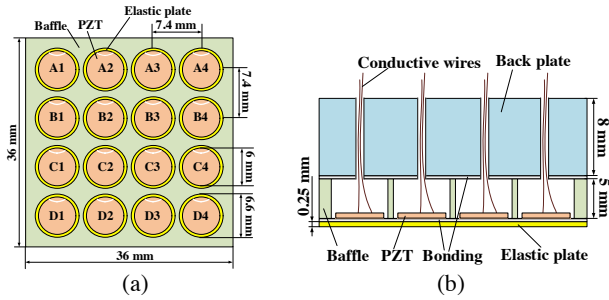 Elastic plate
PZT
Baffle
7.4 mm
A1 A2 A3 A4
B1 B2 B3 B4
C1 C2 C3 C4
D1 D2 D3 D4
36 mm
7.4 mm
6 mm
6.6 mm
36 mm
(a)
Conductive wires
Back plate
8 mm
5 mm
0.25 mm
Baffle
PZT
Bonding
Elastic plate
(b)